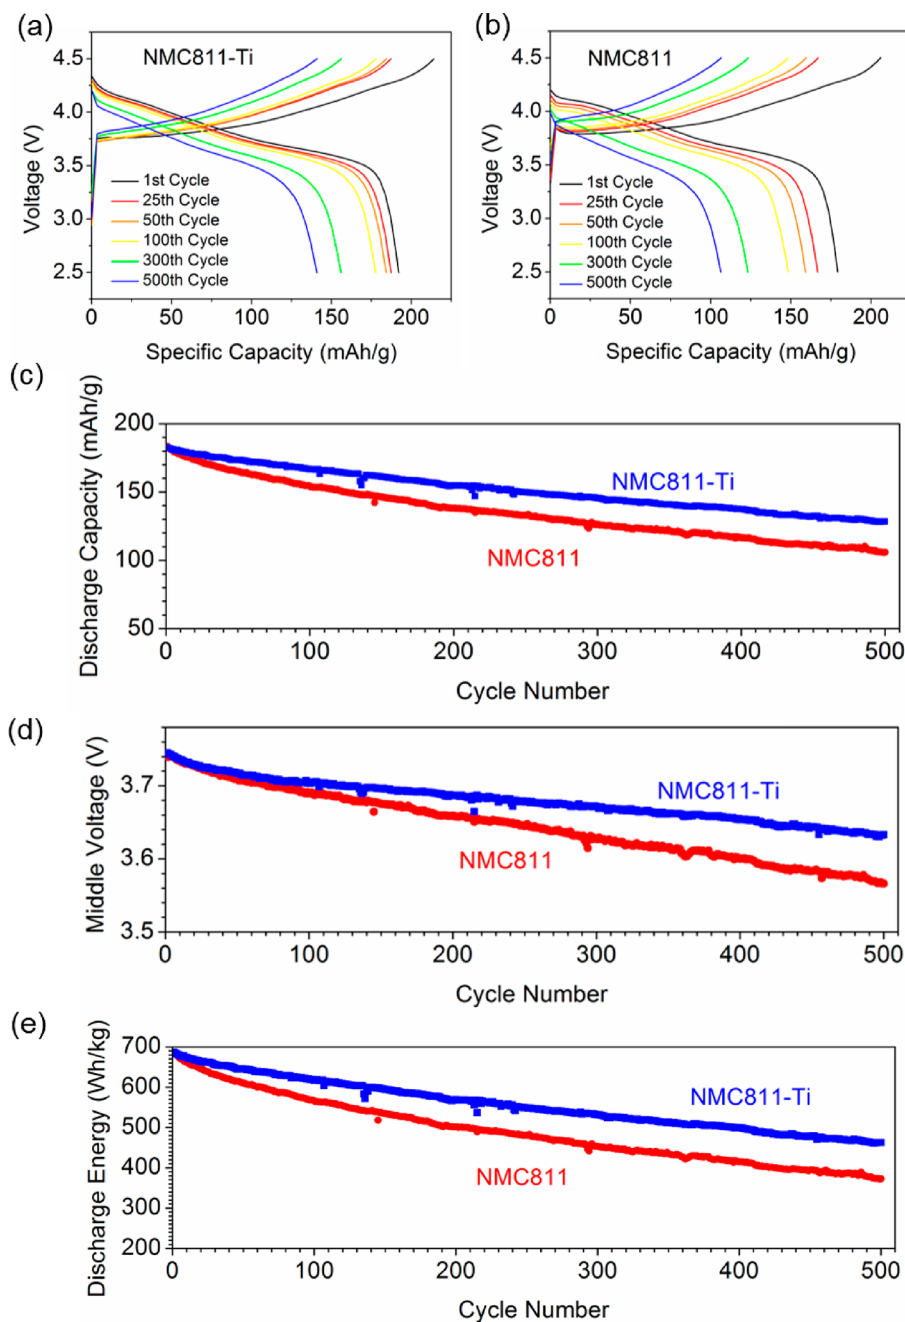 (a)
NMC811-Ti
4.5
4.0
3.5
3.0
2.5
Voltage (V)
1st Cycle
25th Cycle
50th Cycle
100th Cycle
300th Cycle
500th Cycle
0 50 100 150 200
Specific Capacity (mAh/g)
(b)
NMC811
4.5
4.0
3.5
3.0
2.5
Voltage (V)
1st Cycle
25th Cycle
50th Cycle
100th Cycle
300th Cycle
500th Cycle
0 50 100 150 200
Specific Capacity (mAh/g)
(c)
Discharge Capacity (mAh/g)
200
150
100
50
NMC811-Ti
NMC811
0 100 200 300 400 500
Cycle Number
(d)
Middle Voltage (V)
3.7
3.6
3.5
NMC811-Ti
NMC811
0 100 200 300 400 500
Cycle Number
(e)
Discharge Energy (Wh/kg)
700
600
500
400
300
200
NMC811-Ti
NMC811
0 100 200 300 400 500
Cycle Number